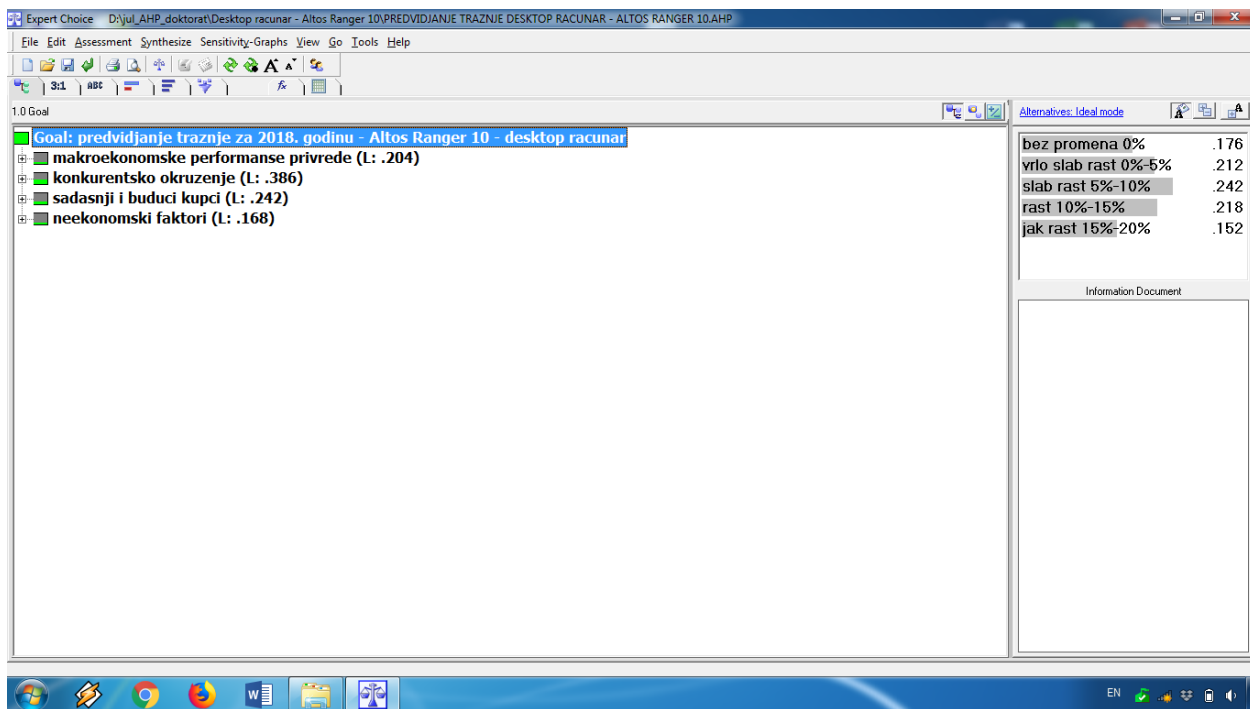 Expert Choice D:\jul_AHP_doktorat\Desktop racunar - Altos Ranger 10\PREDVIDJANJE TRAZNJE DESKTOP RACUNAR - ALTOS RANGER 10.AHP
File Edit Assessment Synthesize Sensitivity-Graphs View Go Tools Help
A A
3:1 ABC fx
1.0 Goal
Alternatives: Ideal mode
Goal: predvidjanje traznje za 2018. godinu - Altos Ranger 10 - desktop racunar
makroekonomske performanse privrede (L: .204)
konkurentsko okruzenje (L: .386)
sadasnji i buduci kupci (L: .242)
neekonomski faktori (L: .168)
bez promena 0% .176
vrlo slab rast 0%-5% .212
slab rast 5%-10% .242
rast 10%-15% .218
jak rast 15%-20% .152
Information Document
EN